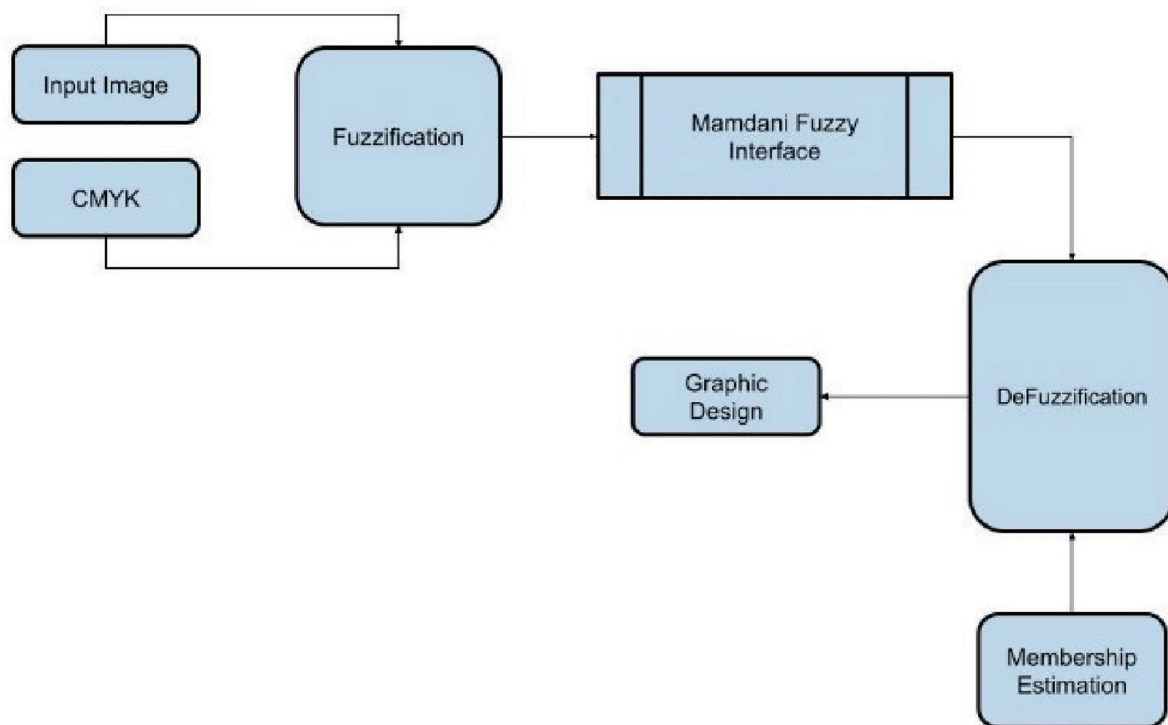 Input Image
CMYK
Fuzzification
Mamdani Fuzzy
Interface
Graphic
Design
DeFuzzification
Membership
Estimation